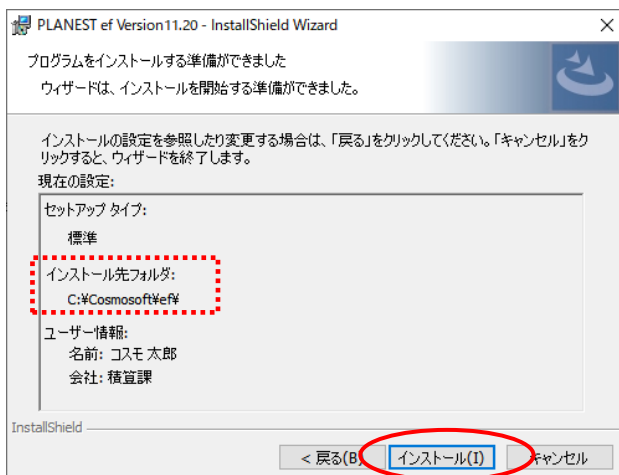 PLANEST ef Version11.20 - InstallShield Wizard
プログラムをインストールする準備ができました
ウィザードは、インストールを開始する準備ができました。
インストールの設定を参照したり変更する場合は、「戻る」をクリックしてください。「キャンセル」をク
リックすると、ウィザードを終了します。
現在の設定:
セットアップ タイプ:
標準
インストール先フォルダ:
C:¥Cosmosoft¥ef¥
ユーザー情報:
名前: コスモ 太郎
会社: 積算課
InstallShield
< 戻る(B) インストール(I) キャンセル